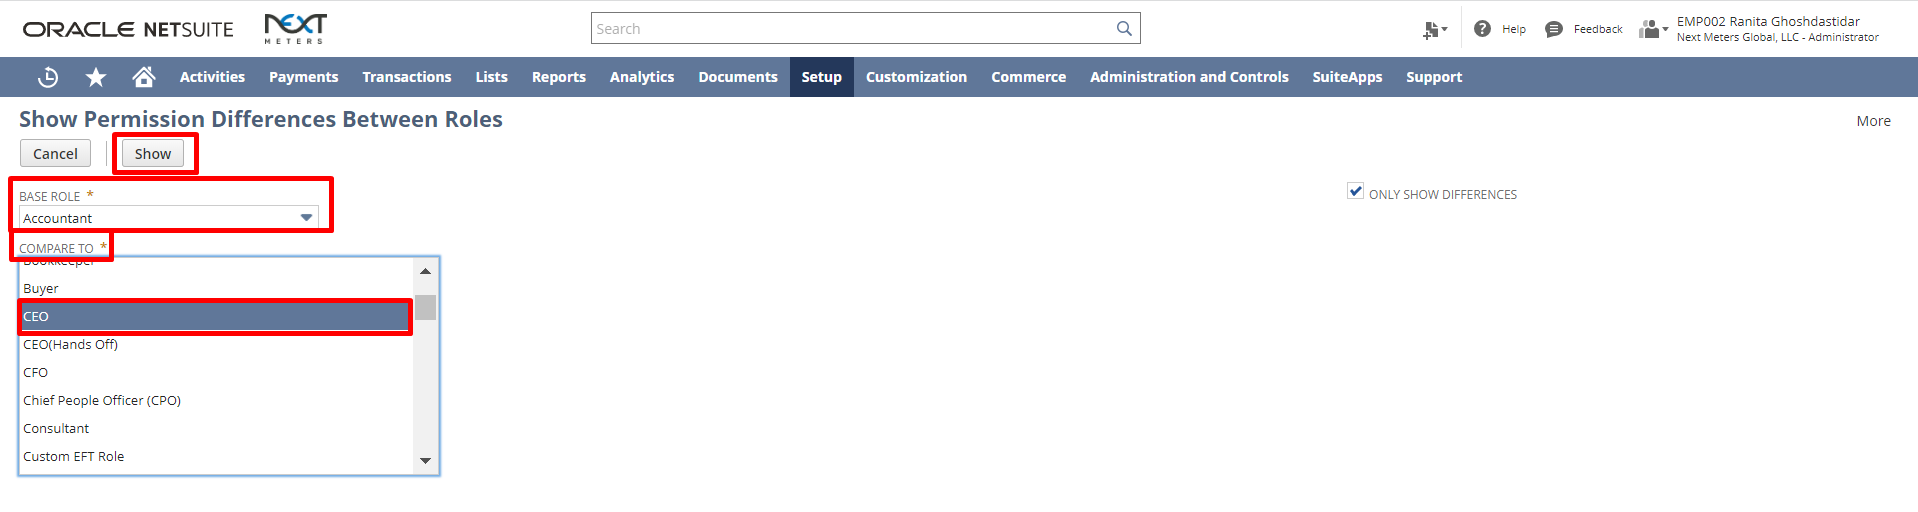 ORACLE NETSUITE
NEXT
METERS
Search
Help
Feedback
EMP002 Ranita Ghoshdastidar
Next Meters Global, LLC - Administrator
Activities Payments Transactions Lists Reports Analytics Documents Setup Customization Commerce Administration and Controls SuiteApps Support
Show Permission Differences Between Roles
More
Cancel Show
BASE ROLE *
ONLY SHOW DIFFERENCES
Accountant
COMPARE TO *
Bookkeeper
Buyer
CEO
CEO(Hands Off)
CFO
Chief People Officer (CPO)
Consultant
Custom EFT Role